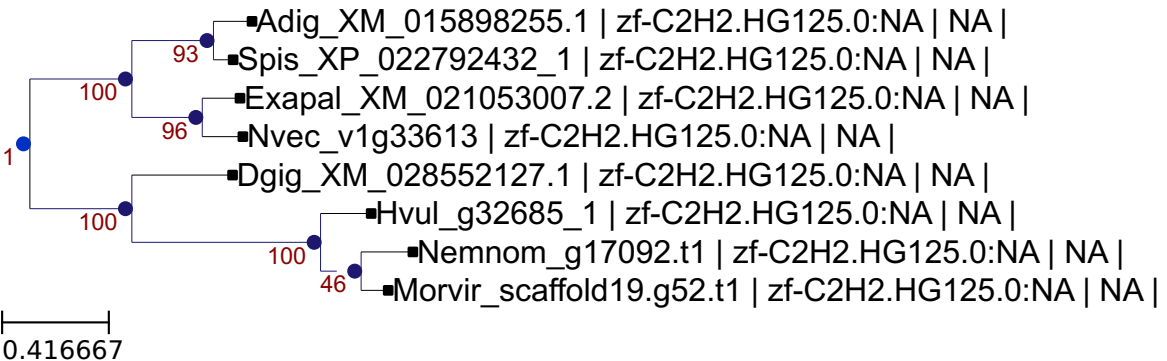 Adig_XM_015898255.1 | zf-C2H2.HG125.0:NA | NA |
93
Spis_XP_022792432_1 | zf-C2H2.HG125.0:NA | NA |
100
Exapal_XM_021053007.2 | zf-C2H2.HG125.0:NA | NA |
96
Nvec_v1g33613 | zf-C2H2.HG125.0:NA | NA |
1
Dgig_XM_028552127.1 | zf-C2H2.HG125.0:NA | NA |
100
Hvul_g32685_1 | zf-C2H2.HG125.0:NA | NA |
100
Nemnom_g17092.t1 | zf-C2H2.HG125.0:NA | NA |
46
Morvir_scaffold19.g52.t1 | zf-C2H2.HG125.0:NA | NA |
0.416667